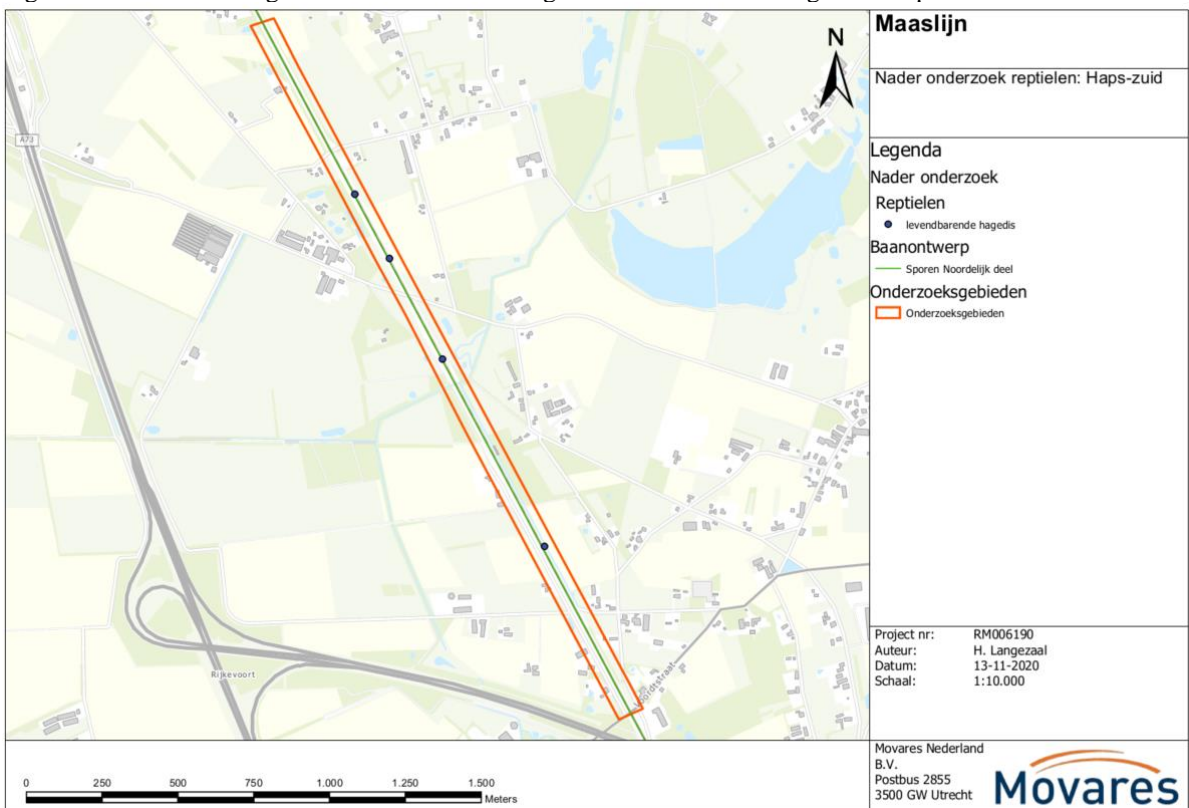 Maaslijn
Nader onderzoek reptielen: Haps-zuid
N
A73
Rijkevoort
Legenda
Nader onderzoek
Reptielen
levendbarende hagedis
Baanontwerp
Sporen Noordelijk deel
Onderzoeksgebieden
Onderzoeksgebieden
Project nr: RM006190
Auteur: H. Langezaal
Datum: 13-11-2020
Schaal: 1:10.000
0 250 500 750 1.000 1.250 1.500
Meters
Movares Nederland
B.V.
Postbus 2855
3500 GW Utrecht
Movares